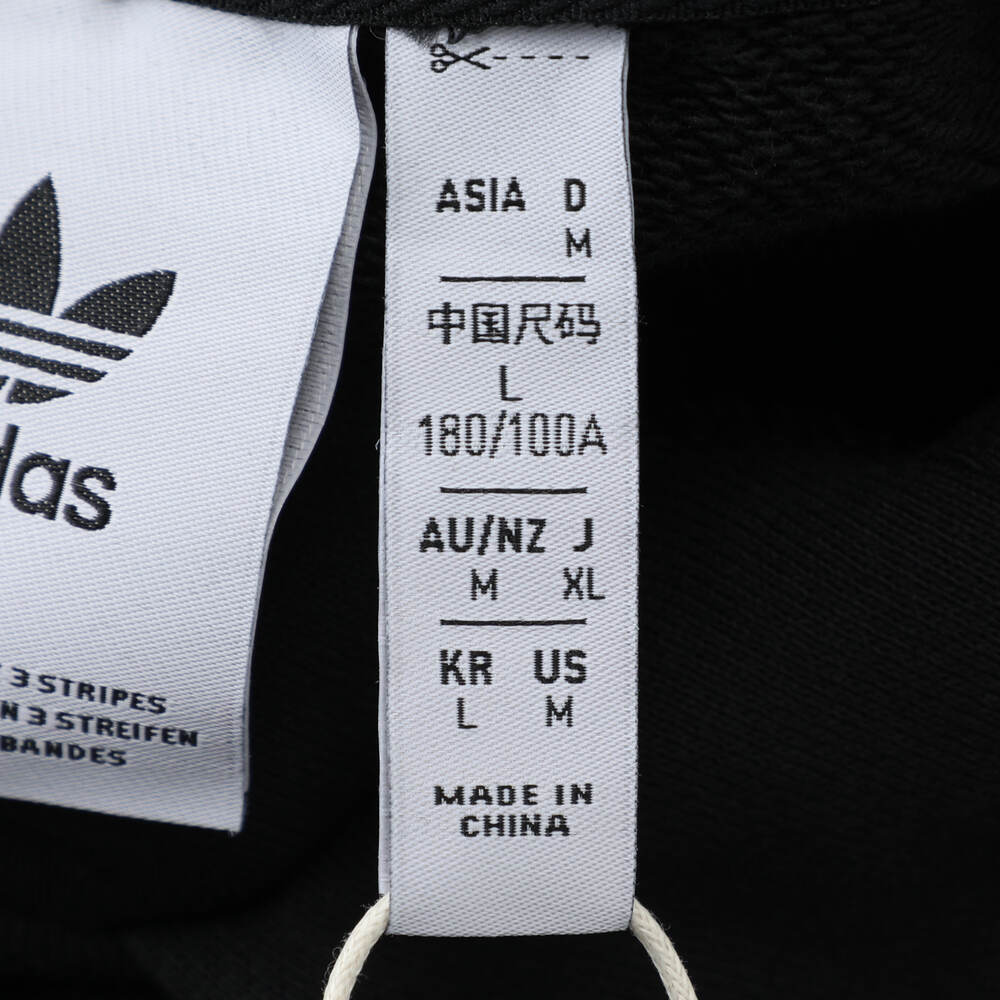 das
3 STRIPES
N 3 STREIFEN
BANDES
ASIA D
M
中国尺码
L
180/100A
AU/NZ J
M XL
KR US
L M
MADE IN
CHINA